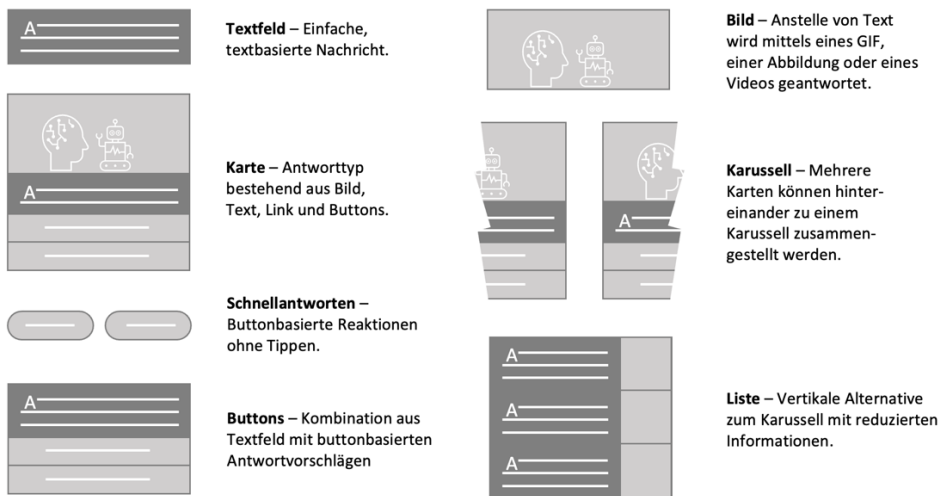 A
Textfeld – Einfache,
textbasierte Nachricht.
A
Karte – Antworttyp
bestehend aus Bild,
Text, Link und Buttons.
Schnellantworten –
Buttonbasierte Reaktionen
ohne Tippen.
A
Buttons – Kombination aus
Textfeld mit buttonbasierten
Antwortvorschlägen
Bild – Anstelle von Text
wird mittels eines GIF,
einer Abbildung oder eines
Videos geantwortet.
A
Karussell – Mehrere
Karten können hinter-
einander zu einem
Karussell zusammen-
gestellt werden.
A
A
A
Liste – Vertikale Alternative
zum Karussell mit reduzierten
Informationen.